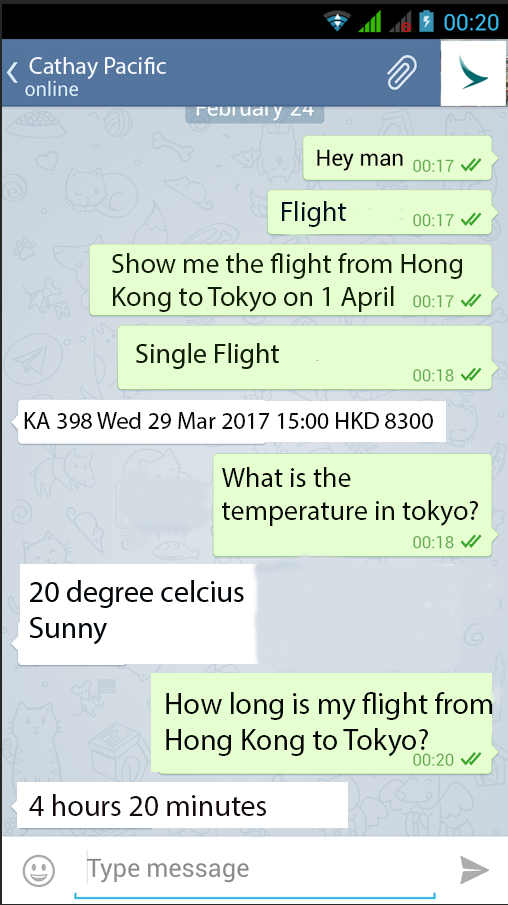 00:20
Cathay Pacific
online
February 24
Hey man 00:17
Flight 00:17
Show me the flight from Hong
Kong to Tokyo on 1 April 00:17
Single Flight
00:18
KA 398 Wed 29 Mar 2017 15:00 HKD 8300
What is the
temperature in tokyo?
00:18
20 degree celcius
Sunny
How long is my flight from
Hong Kong to Tokyo?
00:20
4 hours 20 minutes
Type message